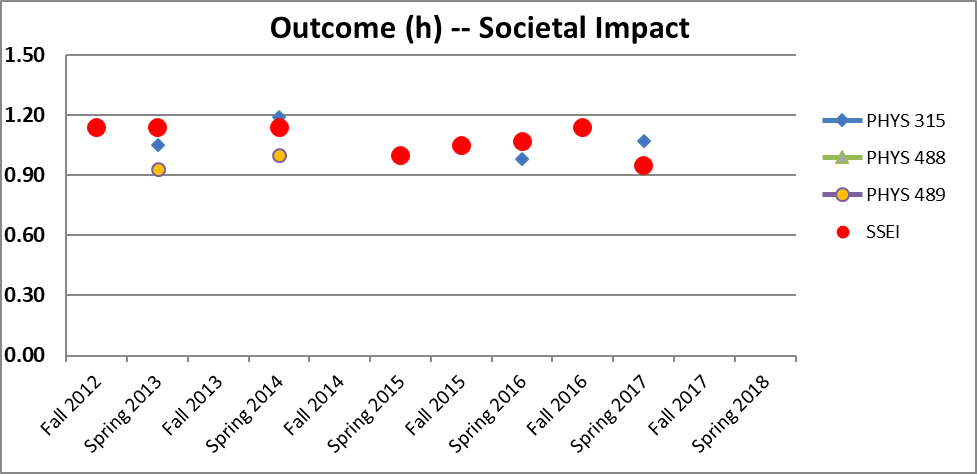 Outcome (h) -- Societal Impact
1.50
1.20
0.90
0.60
0.30
0.00
Fall 2012
Spring 2013
Fall 2013
Spring 2014
Fall 2014
Spring 2015
Fall 2015
Spring 2016
Fall 2016
Spring 2017
Fall 2017
Spring 2018
PHYS 315
PHYS 488
PHYS 489
SSEI